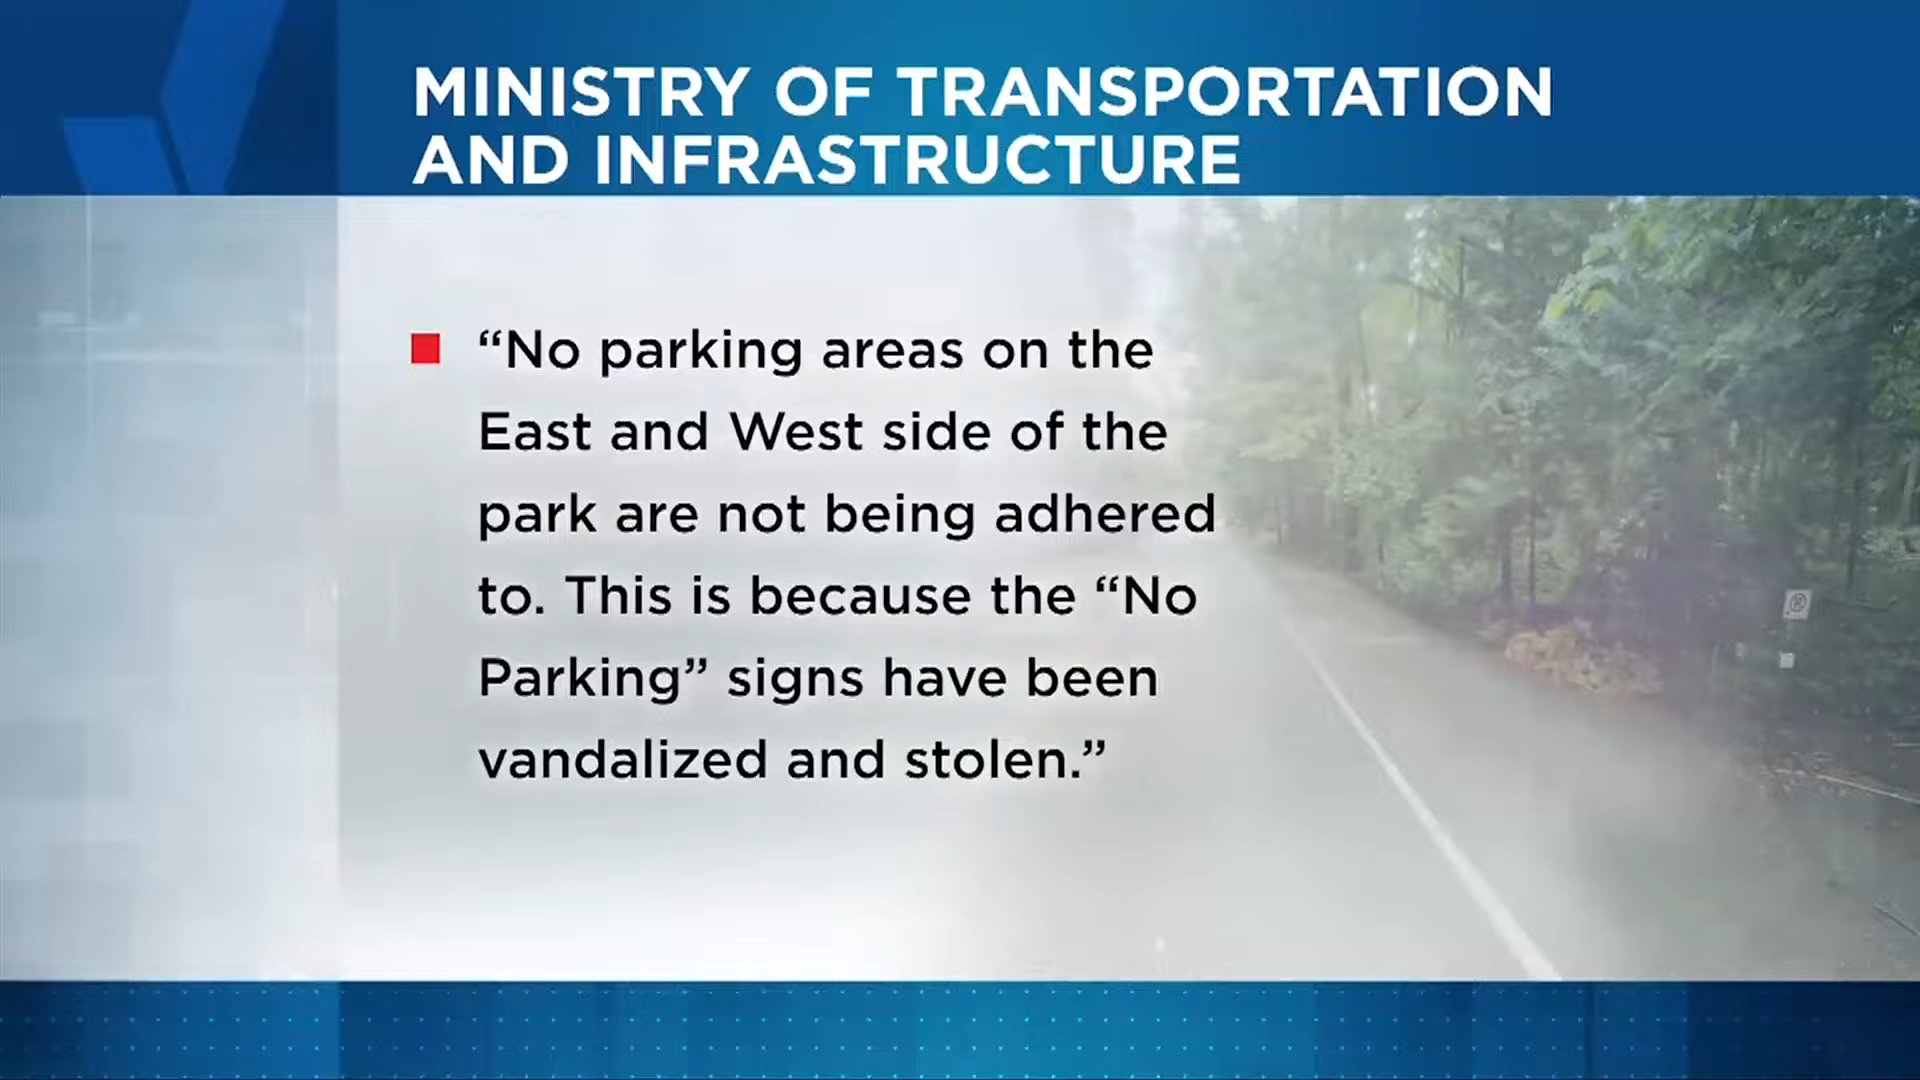 MINISTRY OF TRANSPORTATION
AND INFRASTRUCTURE
“No parking areas on the
East and West side of the
park are not being adhered
to. This is because the “No
Parking” signs have been
vandalized and stolen.”